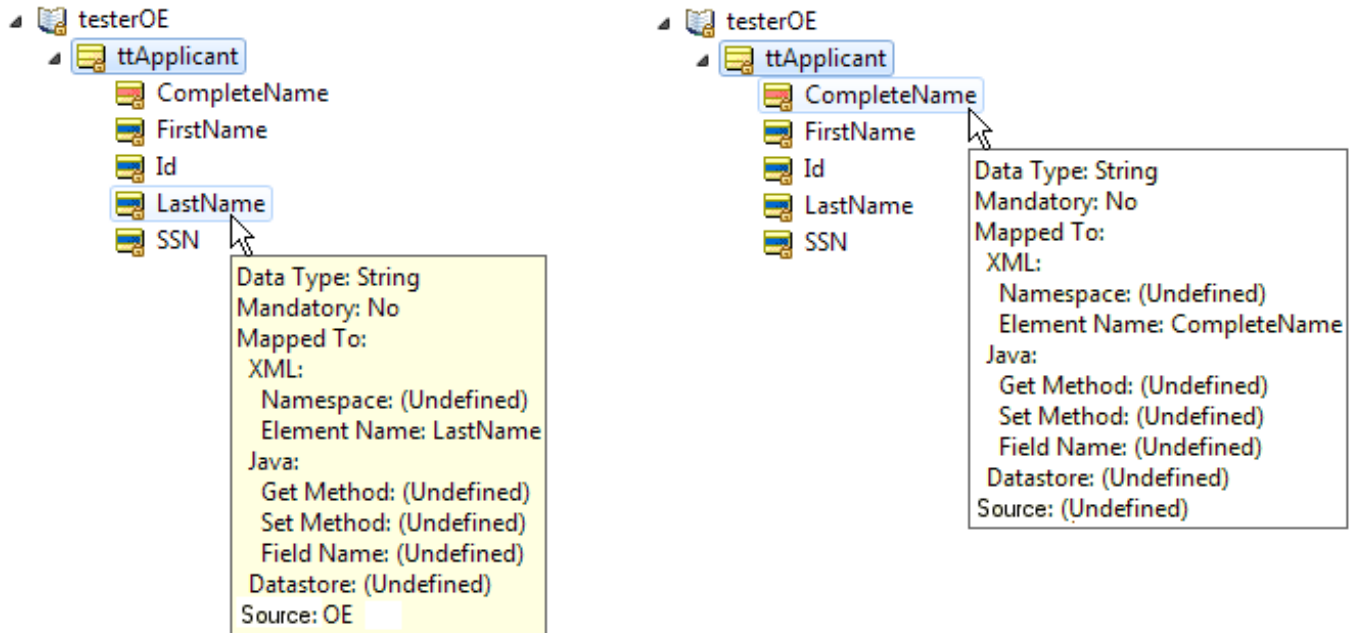 testerOE
ttApplicant
CompleteName
FirstName
Id
LastName
SSN
Data Type: String
Mandatory: No
Mapped To:
XML:
Namespace: (Undefined)
Element Name: LastName
Java:
Get Method: (Undefined)
Set Method: (Undefined)
Field Name: (Undefined)
Datastore: (Undefined)
Source: OE
testerOE
ttApplicant
CompleteName
FirstName
Id
LastName
SSN
Data Type: String
Mandatory: No
Mapped To:
XML:
Namespace: (Undefined)
Element Name: CompleteName
Java:
Get Method: (Undefined)
Set Method: (Undefined)
Field Name: (Undefined)
Datastore: (Undefined)
Source: (Undefined)